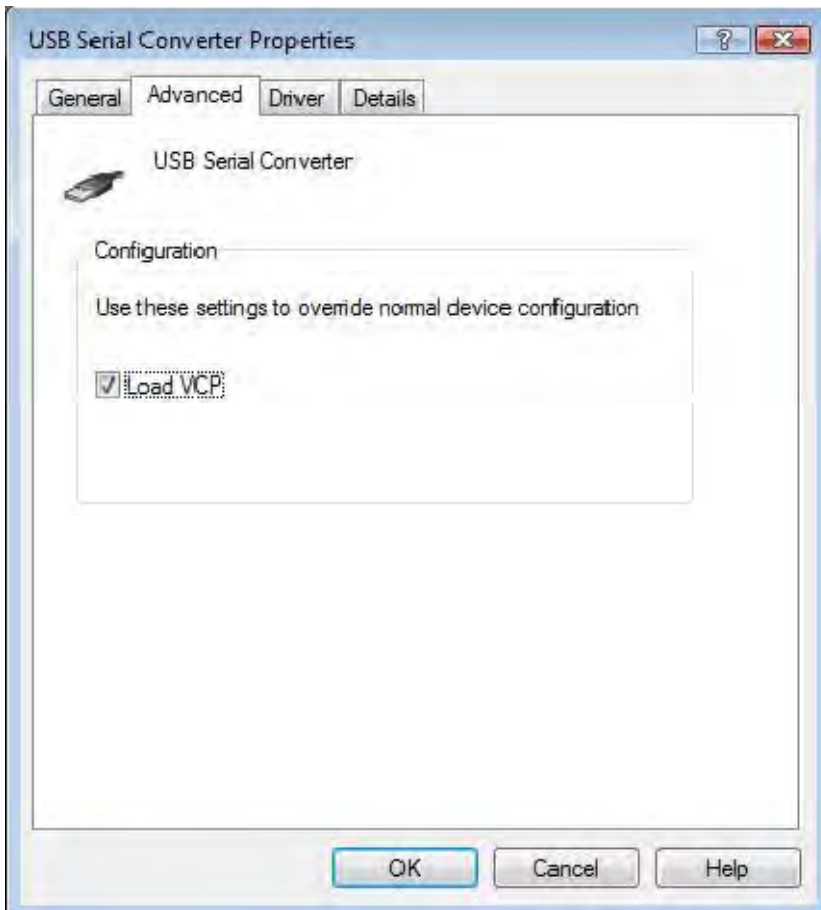 USB Serial Converter Properties
General Advanced Driver Details
USB Serial Converter
Configuration
Use these settings to override normal device configuration
Load VCP
OK Cancel Help